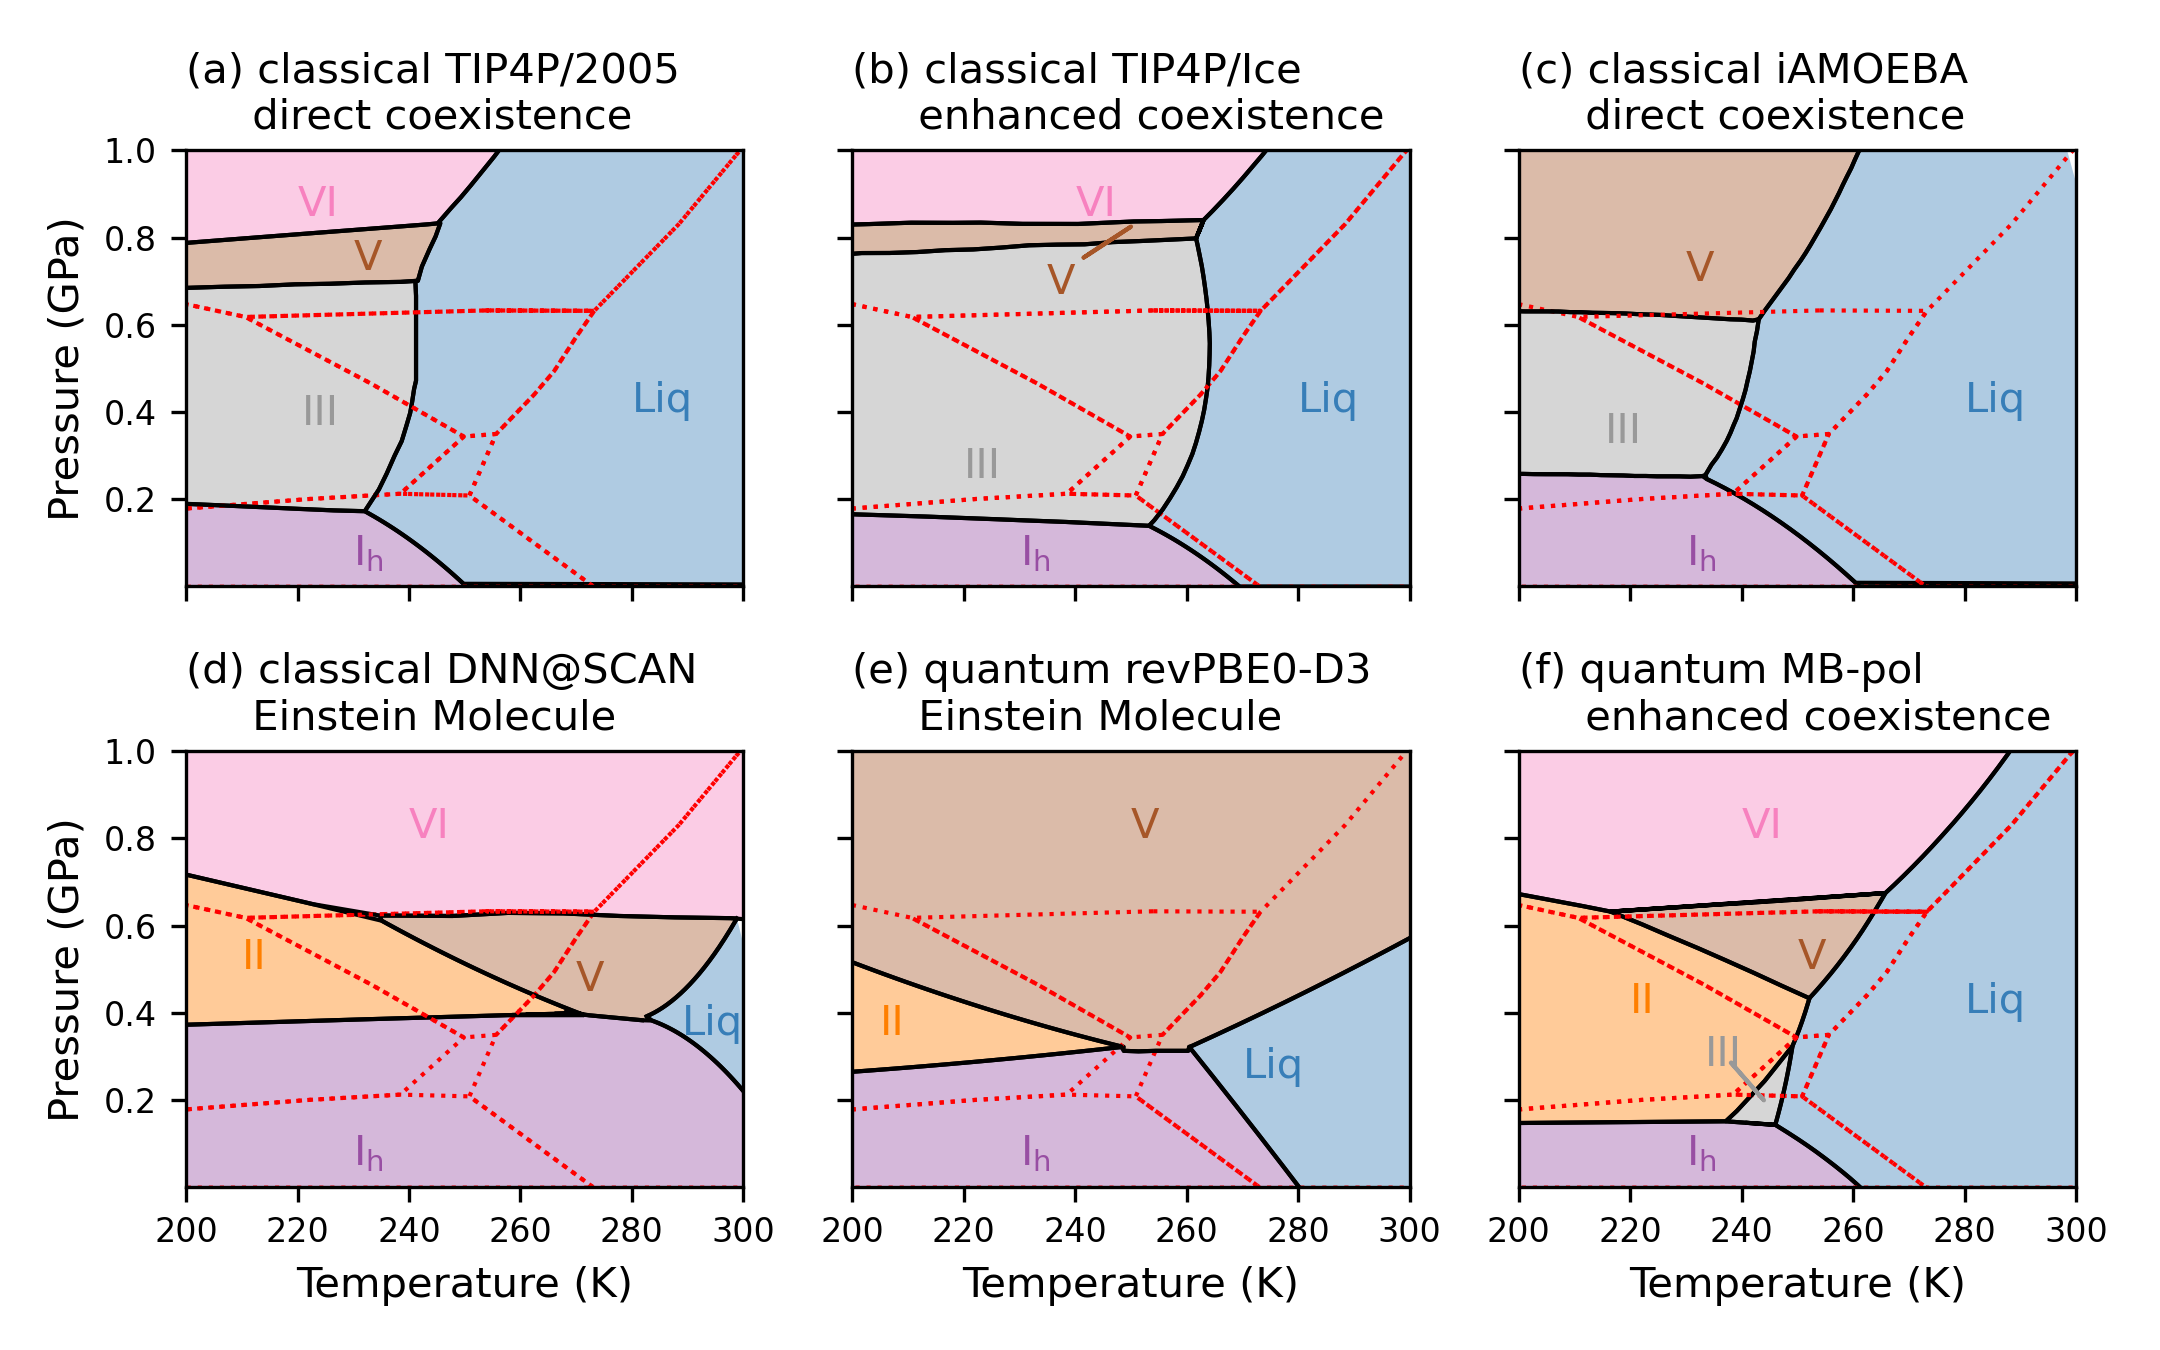 (a) classical TIP4P/2005
direct coexistence
(b) classical TIP4P/Ice
enhanced coexistence
(c) classical iAMOEBA
direct coexistence
Pressure (GPa)
1.0
0.8
0.6
0.4
0.2
VI
V
III
Liq
Ih
VI
V
III
Liq
Ih
V
III
Liq
Ih
(d) classical DNN@SCAN
Einstein Molecule
(e) quantum revPBE0-D3
Einstein Molecule
(f) quantum MB-pol
enhanced coexistence
Pressure (GPa)
1.0
0.8
0.6
0.4
0.2
VI
II
V
Liq
Ih
V
II
Liq
Ih
VI
V
II
III
Liq
Ih
200 220 240 260 280 300
200 220 240 260 280 300
200 220 240 260 280 300
Temperature (K)
Temperature (K)
Temperature (K)